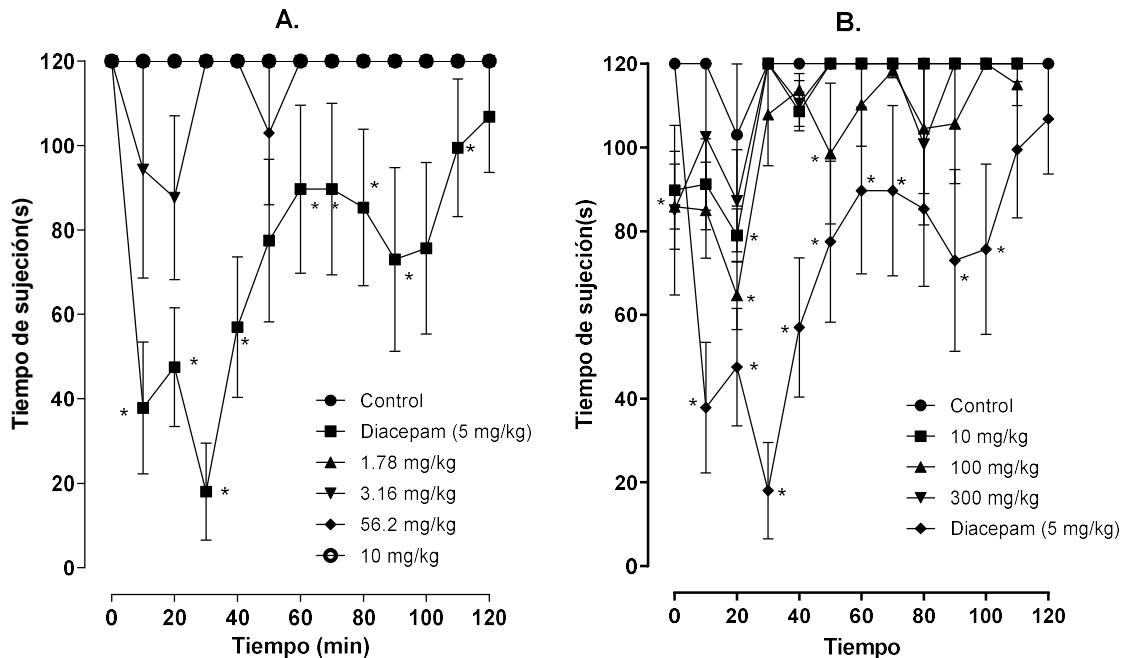 A.
Tiempo de sujeción(s)
120
100
80
60
40
20
0
*
*
*
*
*
*
*
*
*
Control
Diacepam (5 mg/kg)
1.78 mg/kg
3.16 mg/kg
56.2 mg/kg
10 mg/kg
0 20 40 60 80 100 120
Tiempo (min)
B.
Tiempo de sujeción(s)
120
100
80
60
40
20
0
*
*
*
*
*
*
*
*
*
*
*
*
*
Control
10 mg/kg
100 mg/kg
300 mg/kg
Diacepam (5 mg/kg)
0 20 40 60 80 100 120
Tiempo